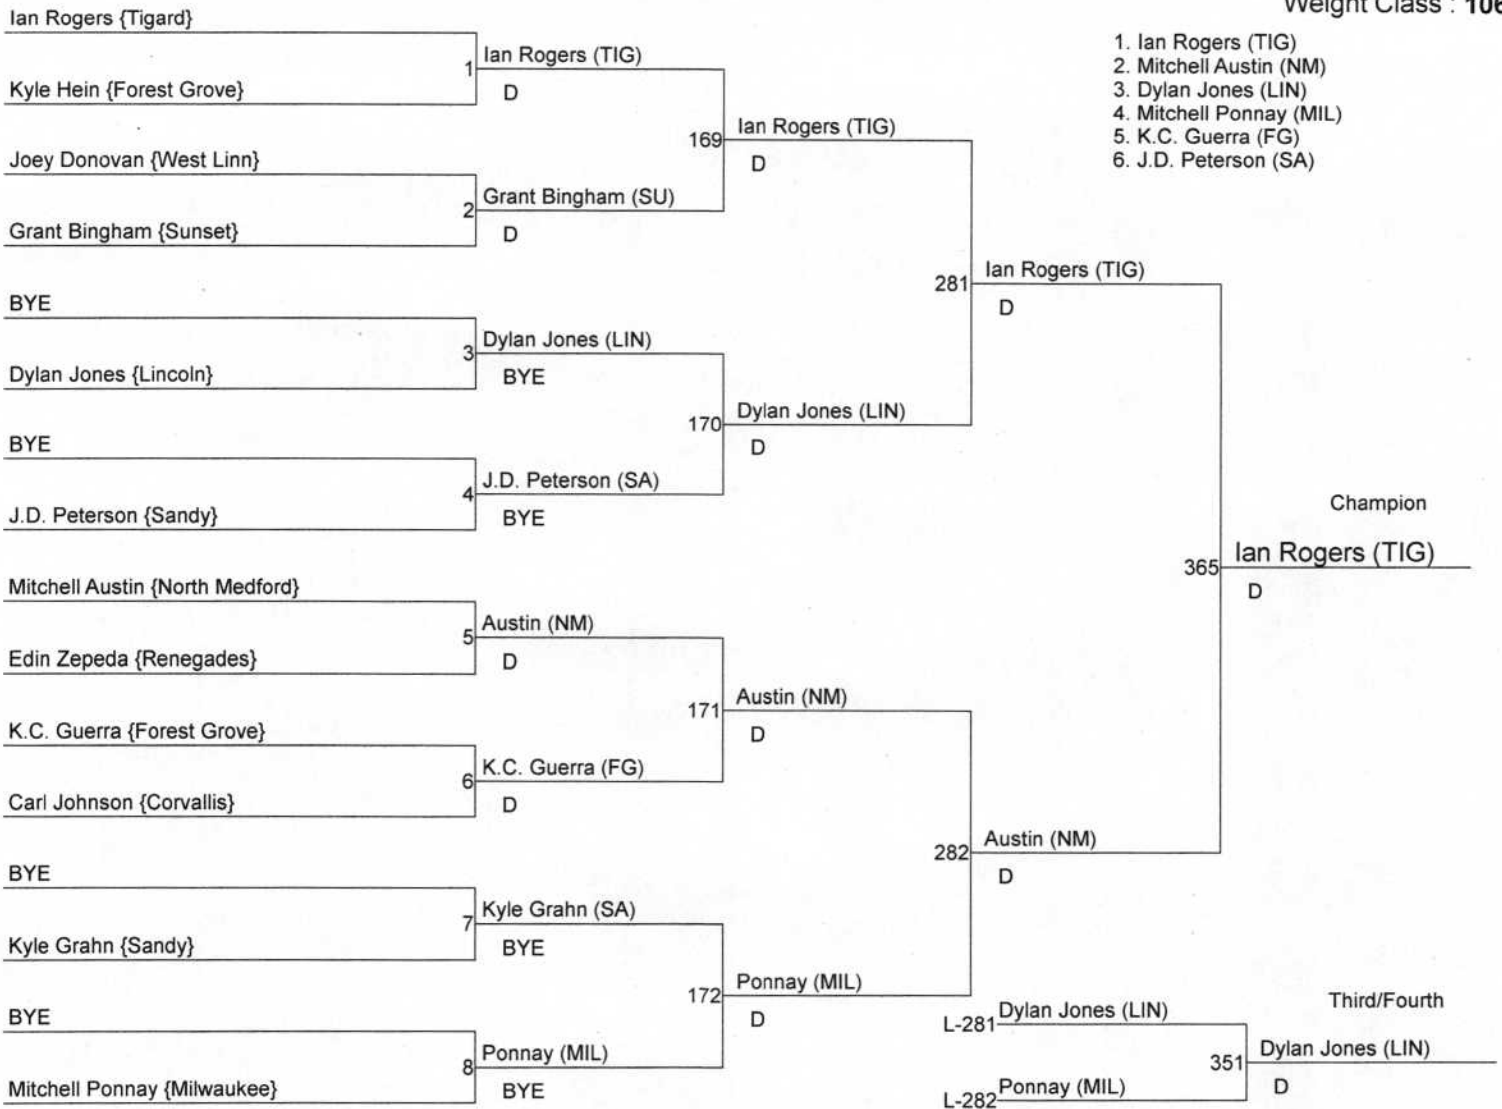 Weight Class : 106
1. Ian Rogers (TIG)
2. Mitchell Austin (NM)
3. Dylan Jones (LIN)
4. Mitchell Ponnay (MIL)
5. K.C. Guerra (FG)
6. J.D. Peterson (SA)
Ian Rogers {Tigard}
Kyle Hein {Forest Grove}
Joey Donovan {West Linn}
Grant Bingham {Sunset}
BYE
Dylan Jones {Lincoln}
BYE
J.D. Peterson {Sandy}
Mitchell Austin {North Medford}
Edin Zepeda {Renegades}
K.C. Guerra {Forest Grove}
Carl Johnson {Corvallis}
BYE
Kyle Grahn {Sandy}
BYE
Mitchell Ponnay {Milwaukee}
1 Ian Rogers (TIG)
D
2 Grant Bingham (SU)
D
3 Dylan Jones (LIN)
BYE
4 J.D. Peterson (SA)
BYE
5 Austin (NM)
D
6 K.C. Guerra (FG)
D
7 Kyle Grahn (SA)
BYE
8 Ponnay (MIL)
BYE
169 Ian Rogers (TIG)
D
170 Dylan Jones (LIN)
D
171 Austin (NM)
D
172 Ponnay (MIL)
D
281 Ian Rogers (TIG)
D
282 Austin (NM)
D
Champion
365 Ian Rogers (TIG)
D
Third/Fourth
L-281 Dylan Jones (LIN)
L-282 Ponnay (MIL)
351 Dylan Jones (LIN)
D